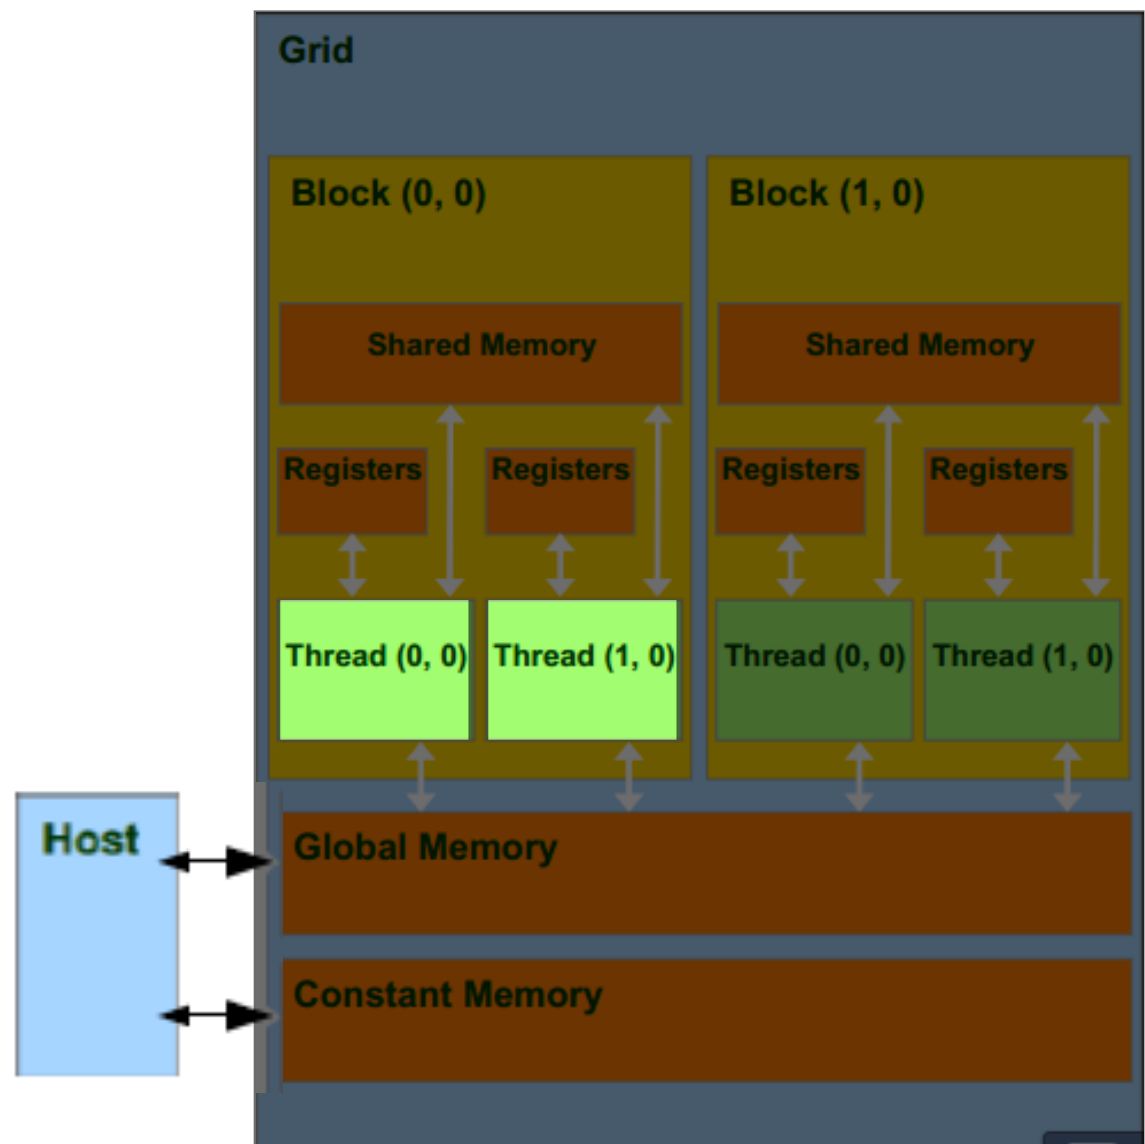 Grid
Block (0, 0)
Block (1, 0)
Shared Memory
Shared Memory
Registers
Registers
Registers
Registers
Thread (0, 0)
Thread (1, 0)
Thread (0, 0)
Thread (1, 0)
Host
Global Memory
Constant Memory